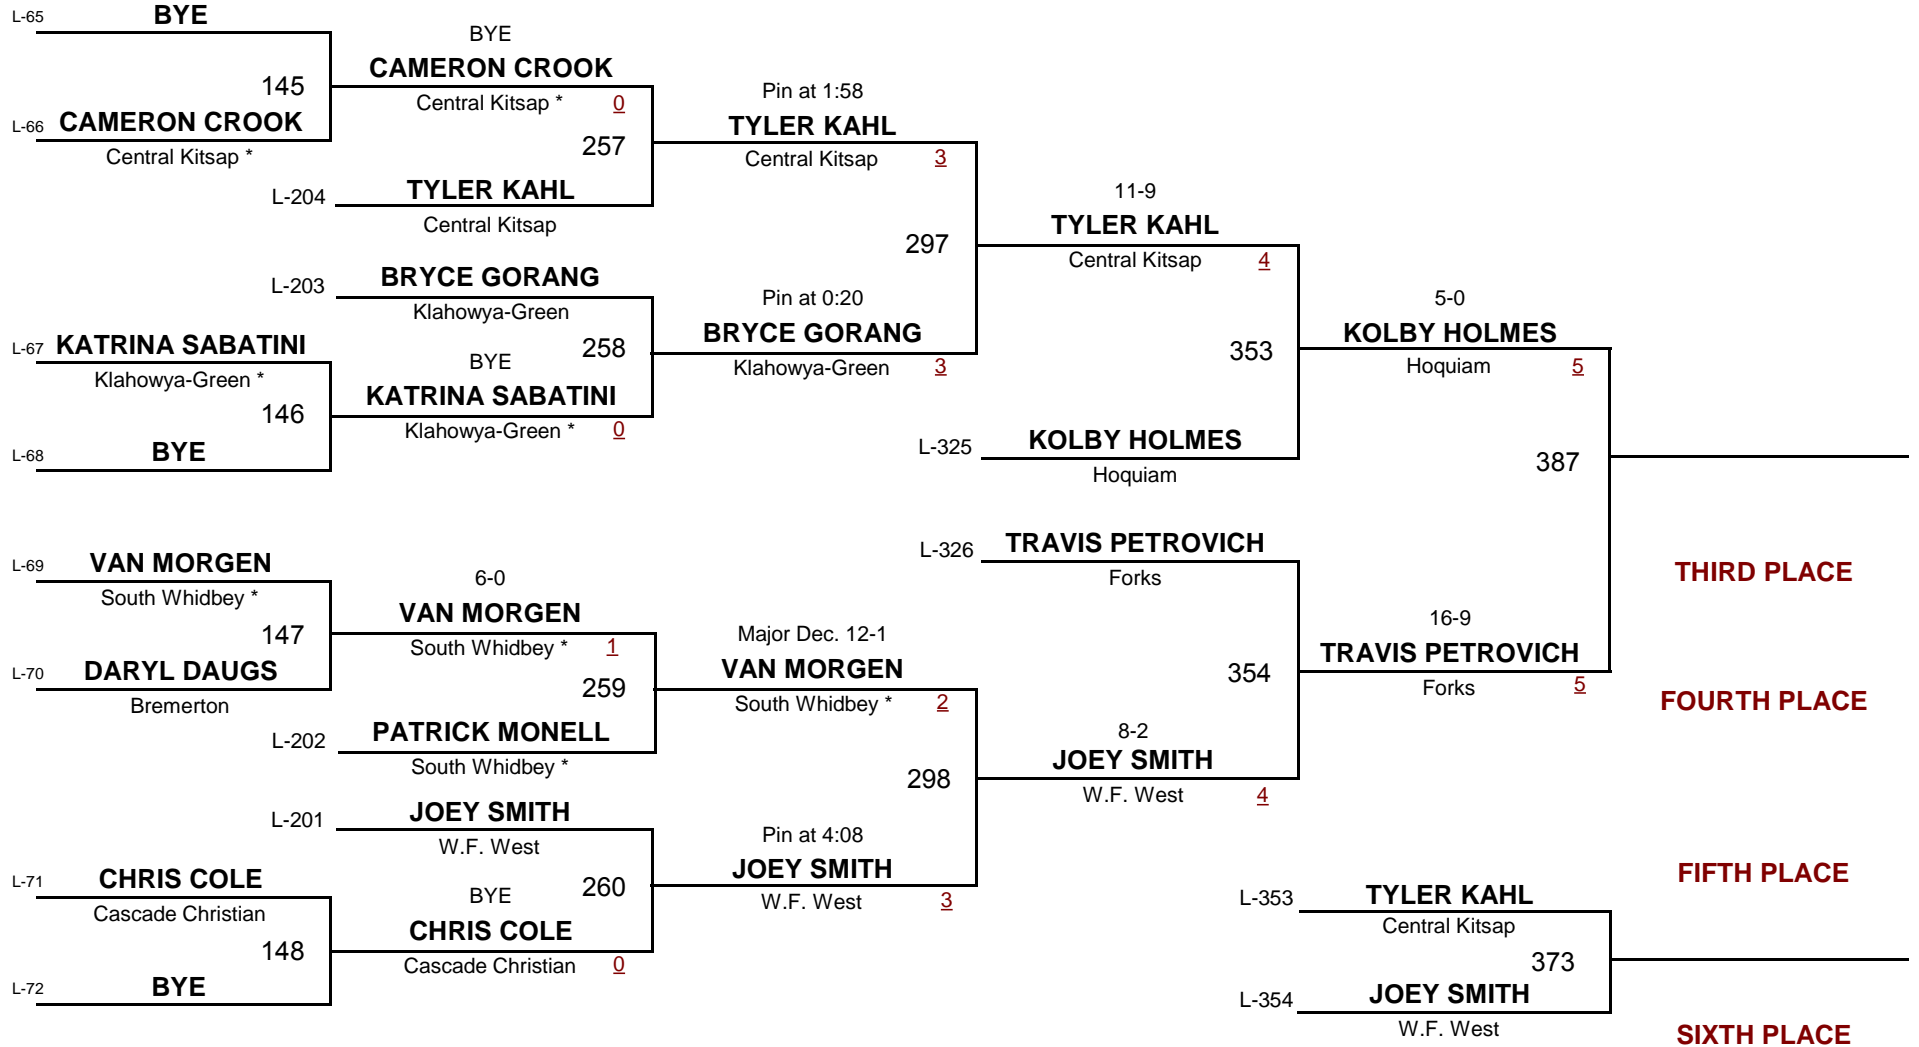 L-65 BYE
145
L-66 CAMERON CROOK
Central Kitsap *
L-67 KATRINA SABATINI
Klahowya-Green *
146
L-68 BYE
L-69 VAN MORGEN
South Whidbey *
147
L-70 DARYL DAUGS
Bremerton
L-71 CHRIS COLE
Cascade Christian
148
L-72 BYE
BYE
CAMERON CROOK
Central Kitsap * 0
257
L-204 TYLER KAHL
Central Kitsap
L-203 BRYCE GORANG
Klahowya-Green
258
BYE
KATRINA SABATINI
Klahowya-Green * 0
6-0
VAN MORGEN
South Whidbey * 1
259
L-202 PATRICK MONELL
South Whidbey *
L-201 JOEY SMITH
W.F. West
260
BYE
CHRIS COLE
Cascade Christian 0
Pin at 1:58
TYLER KAHL
Central Kitsap 3
297
Pin at 0:20
BRYCE GORANG
Klahowya-Green 3
Major Dec. 12-1
VAN MORGEN
South Whidbey * 2
298
Pin at 4:08
JOEY SMITH
W.F. West 3
11-9
TYLER KAHL
Central Kitsap 4
353
L-325 KOLBY HOLMES
Hoquiam
L-326 TRAVIS PETROVICH
Forks
354
8-2
JOEY SMITH
W.F. West 4
5-0
KOLBY HOLMES
Hoquiam 5
387
16-9
TRAVIS PETROVICH
Forks 5
THIRD PLACE
FOURTH PLACE
FIFTH PLACE
L-353 TYLER KAHL
Central Kitsap
373
L-354 JOEY SMITH
W.F. West
SIXTH PLACE